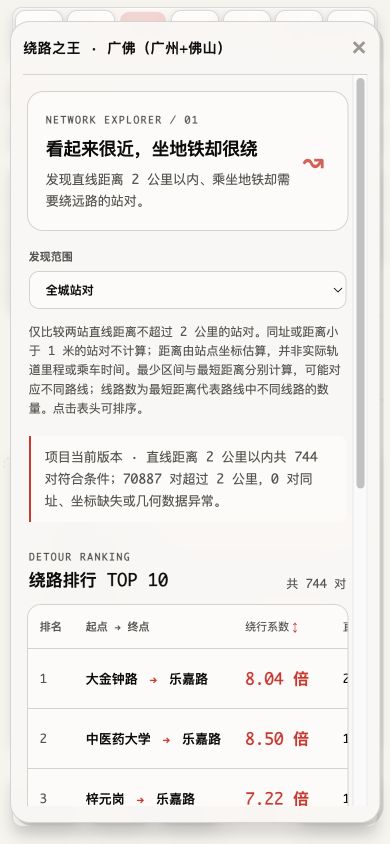 绕路之王 · 广佛（广州+佛山）
×
NETWORK EXPLORER / 01
看起来很近，坐地铁却很绕
发现直线距离 2 公里以内、乘坐地铁却需
要绕远路的站对。
发现范围
全城站对
仅比较两站直线距离不超过 2 公里的站对。同址或距离小
于 1 米的站对不计算；距离由站点坐标估算，并非实际轨
道里程或乘车时间。最少区间与最短距离分别计算，可能对
应不同路线；线路数为最短距离代表路线中不同线路的数
量。点击表头可排序。
项目当前版本 · 直线距离 2 公里以内共 744
对符合条件；70887 对超过 2 公里，0 对同
址、坐标缺失或几何数据异常。
DETOUR RANKING
绕路排行 TOP 10
共 744 对
排名 起点 → 终点 绕行系数↕
1 大金钟路 → 乐嘉路 8.04 倍
2 中医药大学 → 乐嘉路 8.50 倍
3 梓元岗 → 乐嘉路 7.22 倍